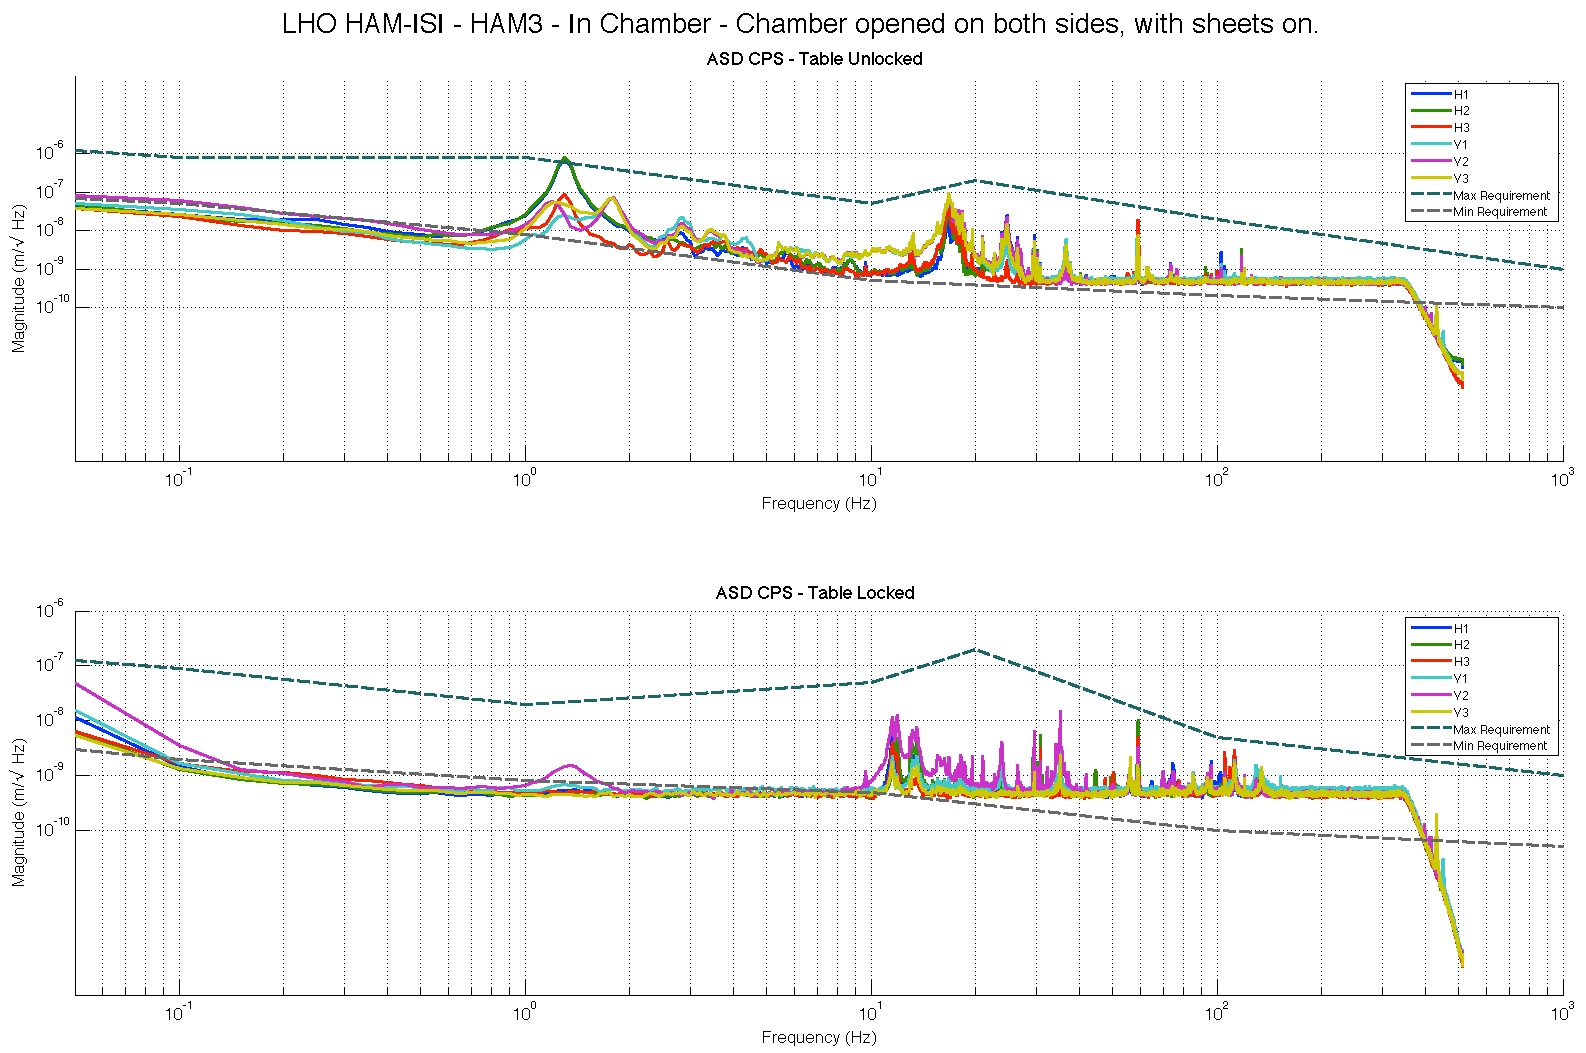 LHO HAM-ISI - HAM3 - In Chamber - Chamber opened on both sides, with sheets on.
ASD CPS - Table Unlocked
H1
H2
H3
V1
V2
V3
Max Requirement
Min Requirement
10^-6
10^-7
10^-8
10^-9
10^-10
Magnitude (m/√ Hz)
10^-1
10^0
10^1
10^2
10^3
Frequency (Hz)
ASD CPS - Table Locked
H1
H2
H3
V1
V2
V3
Max Requirement
Min Requirement
10^-6
10^-7
10^-8
10^-9
10^-10
Magnitude (m/√ Hz)
10^-1
10^0
10^1
10^2
10^3
Frequency (Hz)